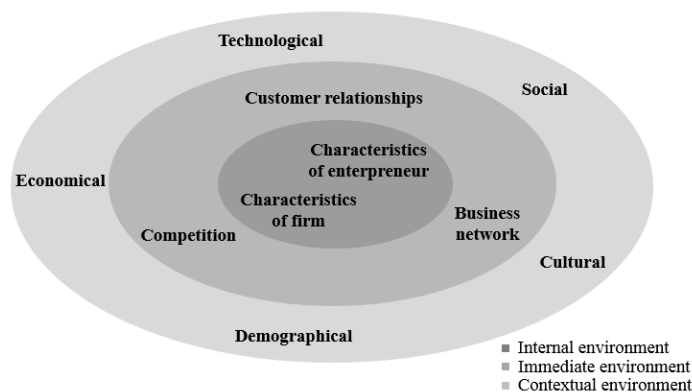 Technological
Social
Customer relationships
Characteristics
of enterpreneur
Economical
Characteristics
of firm
Business
network
Competition
Cultural
Demographical
Internal environment
Immediate environment
Contextual environment